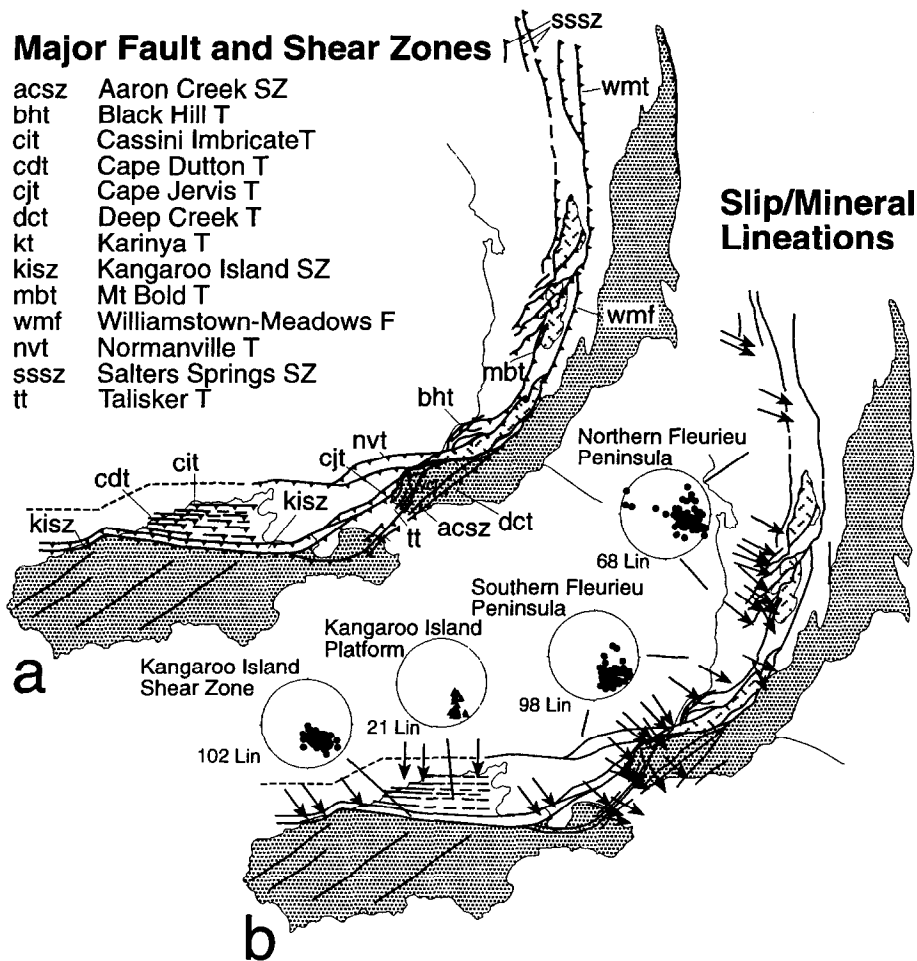 Major Fault and Shear Zones
acsz Aaron Creek SZ
bht Black Hill T
cit Cassini ImbricateT
cdt Cape Dutton T
cjt Cape Jervis T
dct Deep Creek T
kt Karinya T
kisz Kangaroo Island SZ
mbt Mt Bold T
wmf Williamstown-Meadows F
nvt Normanville T
sssz Salters Springs SZ
tt Talisker T
sssz
wmt
wmf
mbt
bht
nvt
cjt
cit
cdt
kisz
kisz
tt
acsz
dct
a
Slip/Mineral
Lineations
Northern Fleurieu
Peninsula
68 Lin
Southern Fleurieu
Peninsula
98 Lin
Kangaroo Island
Platform
21 Lin
Kangaroo Island
Shear Zone
102 Lin
b